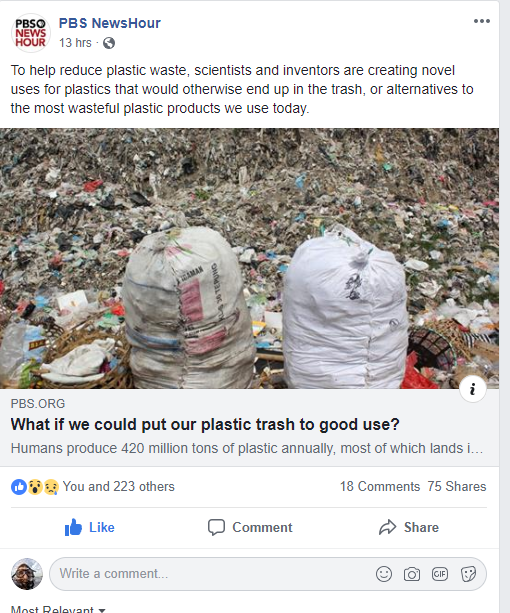 PBS
NEWS
HOUR
PBS NewsHour
13 hrs ·
To help reduce plastic waste, scientists and inventors are creating novel
uses for plastics that would otherwise end up in the trash, or alternatives to
the most wasteful plastic products we use today.
PBS.ORG
What if we could put our plastic trash to good use?
Humans produce 420 million tons of plastic annually, most of which lands i...
You and 223 others
18 Comments 75 Shares
Like Comment Share
Write a comment...
GIF
Most Relevant